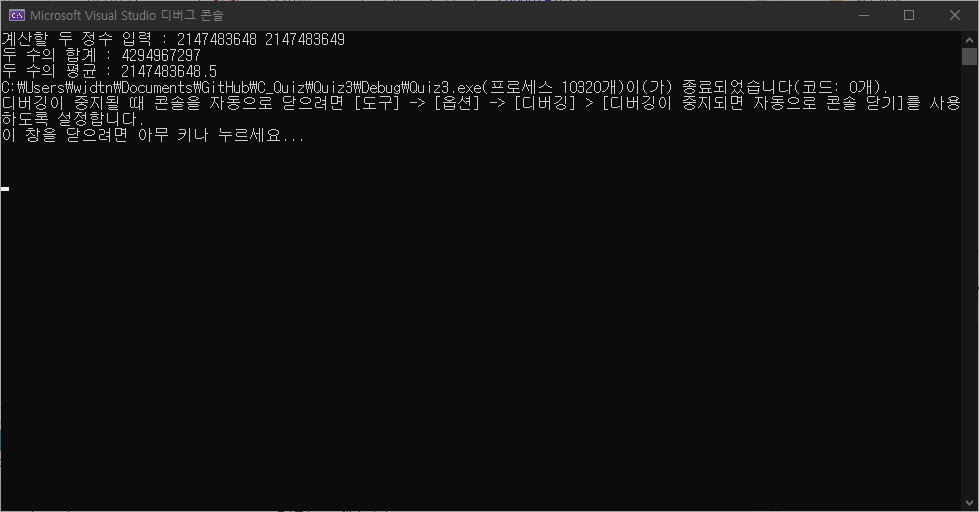 Microsoft Visual Studio 디버그 콘솔
계산할 두 정수 입력 : 2147483648 2147483649
두 수의 합계 : 4294967297
두 수의 평균 : 2147483648.5
C:₩Users₩wjdtn₩Documents₩GitHub₩C_Quiz₩Quiz3₩Debug₩Quiz3.exe(프로세스 10320개)이(가) 종료되었습니다(코드: 0개).
디버깅이 중지될 때 콘솔을 자동으로 닫으려면 [도구] -> [옵션] -> [디버깅] > [디버깅이 중지되면 자동으로 콘솔 닫기]를 사용
하도록 설정합니다.
이 창을 닫으려면 아무 키나 누르세요...